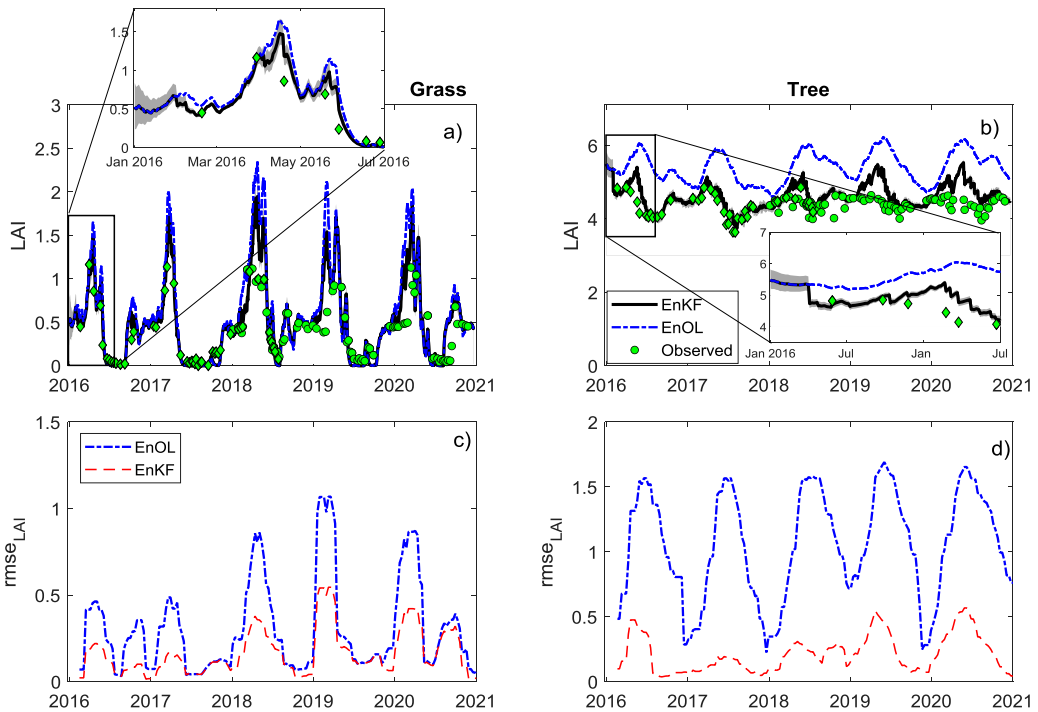 1.5
1
0.5
0
Jan 2016
Mar 2016
May 2016
Jul 2016
Grass
3
2.5
2
1.5
1
0.5
0
LAI
a)
2016
2017
2018
2019
2020
2021
Tree
6
4
2
0
LAI
b)
EnKF
EnOL
Observed
7
6
5
4
Jan 2016
Jul
Jan
Jul
2016
2017
2018
2019
2020
2021
1.5
1
0.5
0
rmseLAI
c)
EnOL
EnKF
2016
2017
2018
2019
2020
2021
2
1.5
1
0.5
0
rmseLAI
d)
2016
2017
2018
2019
2020
2021